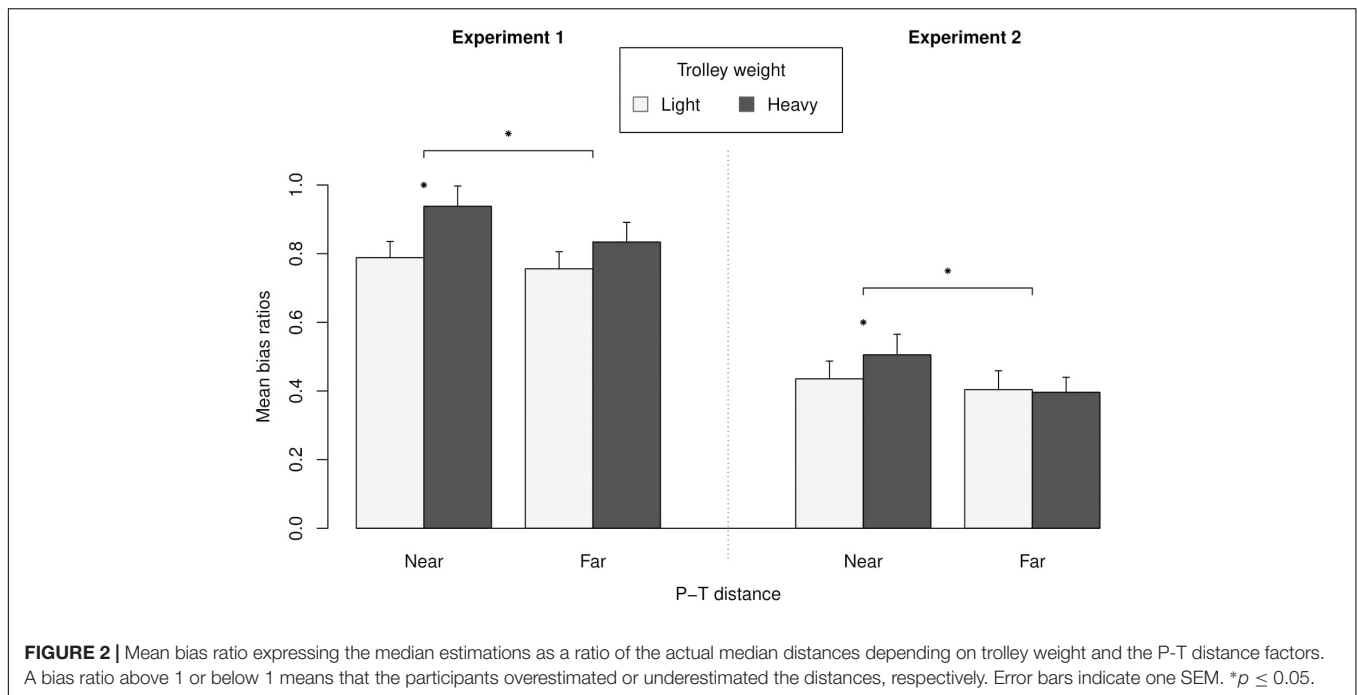 Experiment 1
Experiment 2
Trolley weight
Light Heavy
*
*
*
*
Mean bias ratios
1.0
0.8
0.6
0.4
0.2
0.0
Near Far Near Far
P−T distance
FIGURE 2 | Mean bias ratio expressing the median estimations as a ratio of the actual median distances depending on trolley weight and the P-T distance factors.
A bias ratio above 1 or below 1 means that the participants overestimated or underestimated the distances, respectively. Error bars indicate one SEM. *p ≤ 0.05.